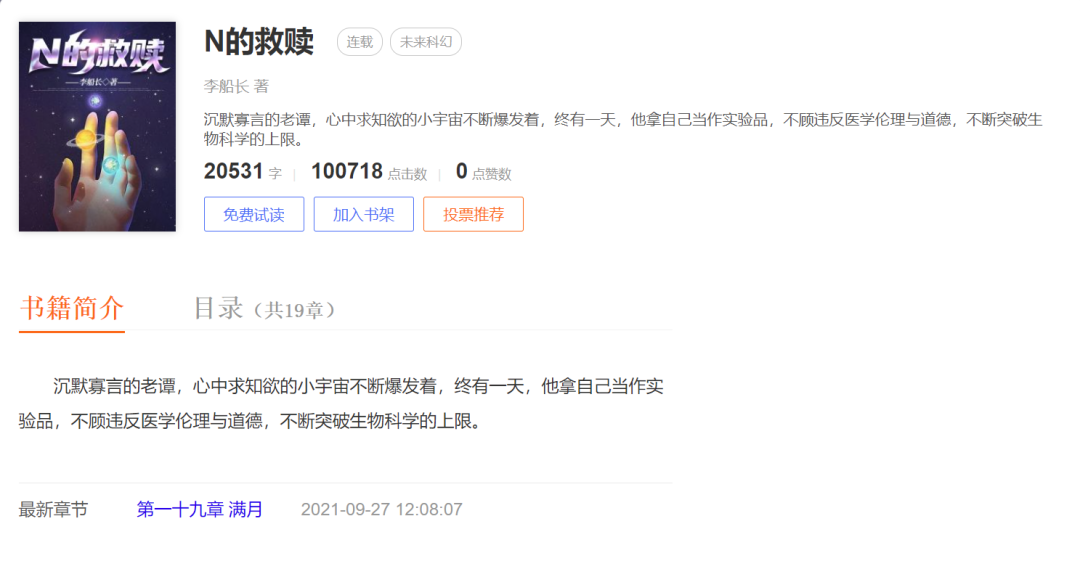 N的救赎
李船长◇著
N的救赎 连载 未来科幻
李船长 著
沉默寡言的老谭，心中求知欲的小宇宙不断爆发着，终有一天，他拿自己当作实验品，不顾违反医学伦理与道德，不断突破生
物科学的上限。
20531 字 | 100718 点击数 | 0 点赞数
免费试读 加入书架 投票推荐
书籍简介 目录（共19章）
沉默寡言的老谭，心中求知欲的小宇宙不断爆发着，终有一天，他拿自己当作实
验品，不顾违反医学伦理与道德，不断突破生物科学的上限。
最新章节 第一十九章 满月 2021-09-27 12:08:07